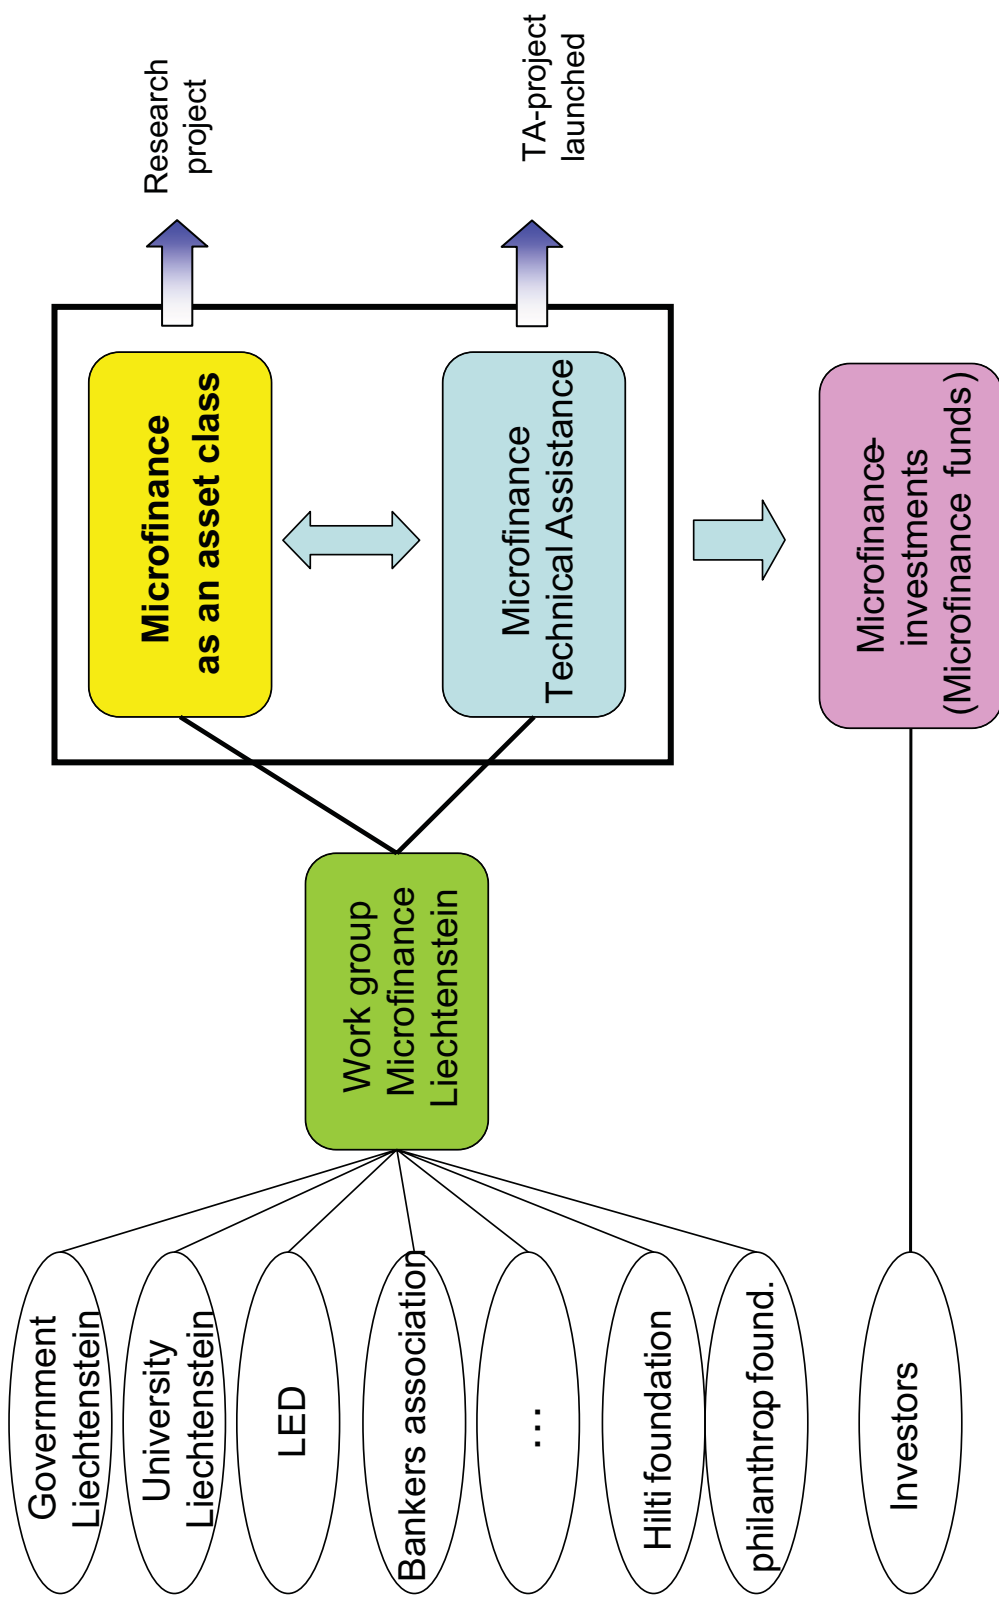 Government
Liechtenstein
University
Liechtenstein
LED
Bankers association
…
Hilti foundation
philanthrop. found.
Investors
Work group
Microfinance
Liechtenstein
Microfinance
as an asset class
Microfinance
Technical Assistance
Microfinance-
investments
(Microfinance funds)
Research
project
TA-project
launched